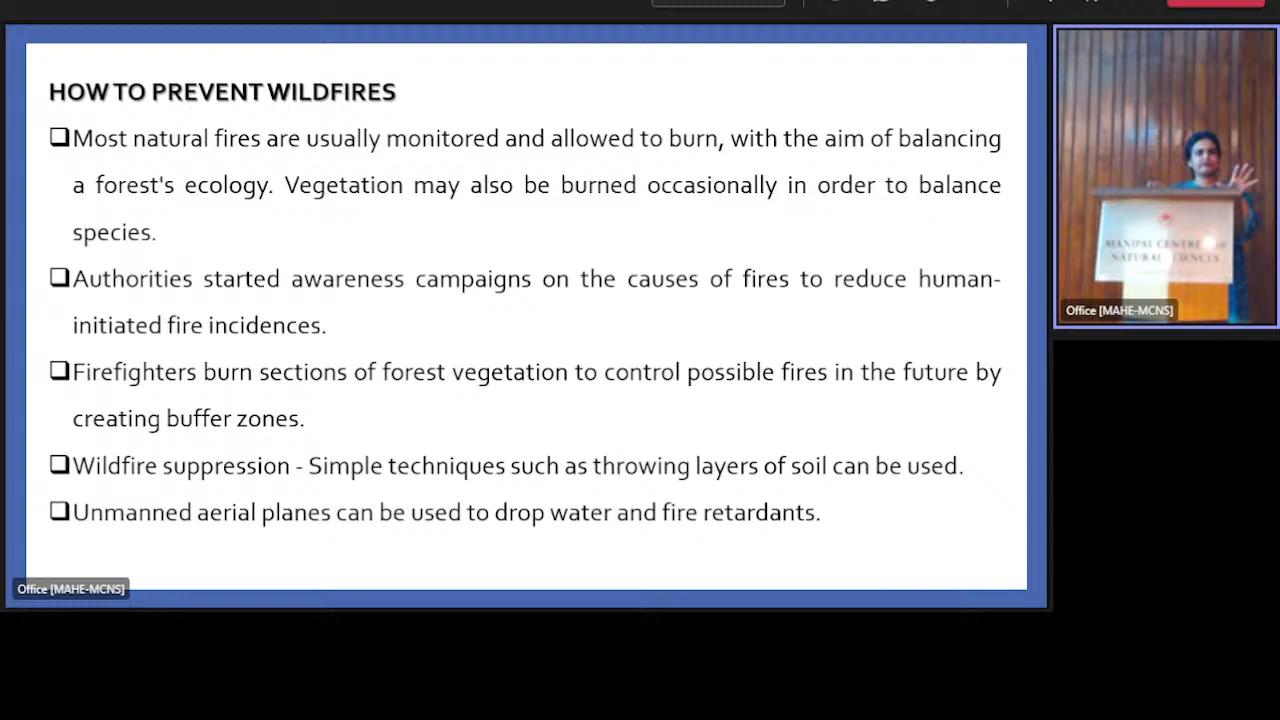 HOW TO PREVENT WILDFIRES
❑Most natural fires are usually monitored and allowed to burn, with the aim of balancing
a forest's ecology. Vegetation may also be burned occasionally in order to balance
species.
❑Authorities started awareness campaigns on the causes of fires to reduce human-
initiated fire incidences.
❑Firefighters burn sections of forest vegetation to control possible fires in the future by
creating buffer zones.
❑Wildfire suppression - Simple techniques such as throwing layers of soil can be used.
❑Unmanned aerial planes can be used to drop water and fire retardants.
Office [MAHE-MCNS]
MANIPAL CENTRE FOR
NATURAL SCIENCES
Office [MAHE-MCNS]